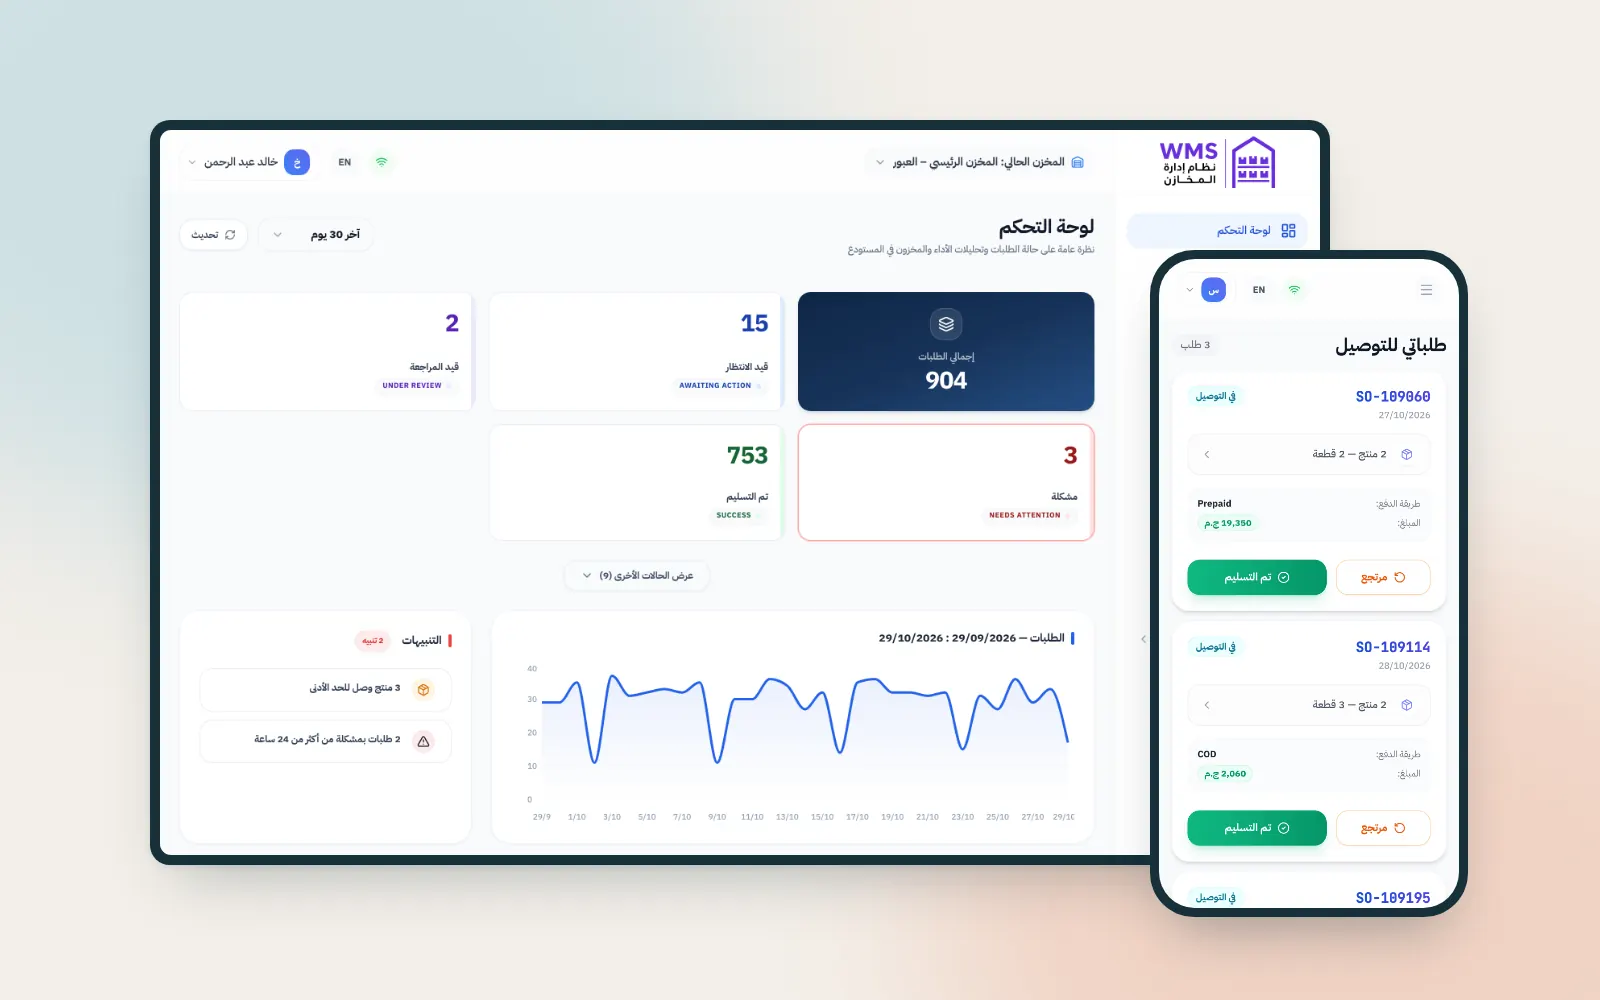 WMS
نظام إدارة
المـخـازن
المخزن الحالي: المخزن الرئيسي – العبور
EN
خ
خالد عبد الرحمن
لوحة التحكم
لوحة التحكم
نظرة عامة على حالة الطلبات وتحليلات الأداء والمخزون في المستودع
آخر 30 يوم
تحديث
إجمالي الطلبات
904
15
قيد الانتظار
AWAITING ACTION
2
قيد المراجعة
UNDER REVIEW
3
مشكلة
NEEDS ATTENTION
753
تم التسليم
SUCCESS
عرض الحالات الأخرى (9)
الطلبات — 29/09/2026 : 29/10/2026
40
30
20
10
0
29/9 1/10 3/10 5/10 7/10 9/10 11/10 13/10 15/10 17/10 19/10 21/10 23/10 25/10 27/10 29/10
التنبيهات
2 تنبيه
3 منتج وصل للحد الأدنى
2 طلبات بمشكلة من أكثر من 24 ساعة
EN
س
طلباتي للتوصيل
3 طلب
SO-109060
في التوصيل
27/10/2026
2 منتج — 2 قطعة
طريقة الدفع:
Prepaid
المبلغ:
19,350 ج.م
مرتجع
تم التسليم
SO-109114
في التوصيل
28/10/2026
2 منتج — 3 قطعة
طريقة الدفع:
COD
المبلغ:
2,060 ج.م
مرتجع
تم التسليم
SO-109195
في التوصيل